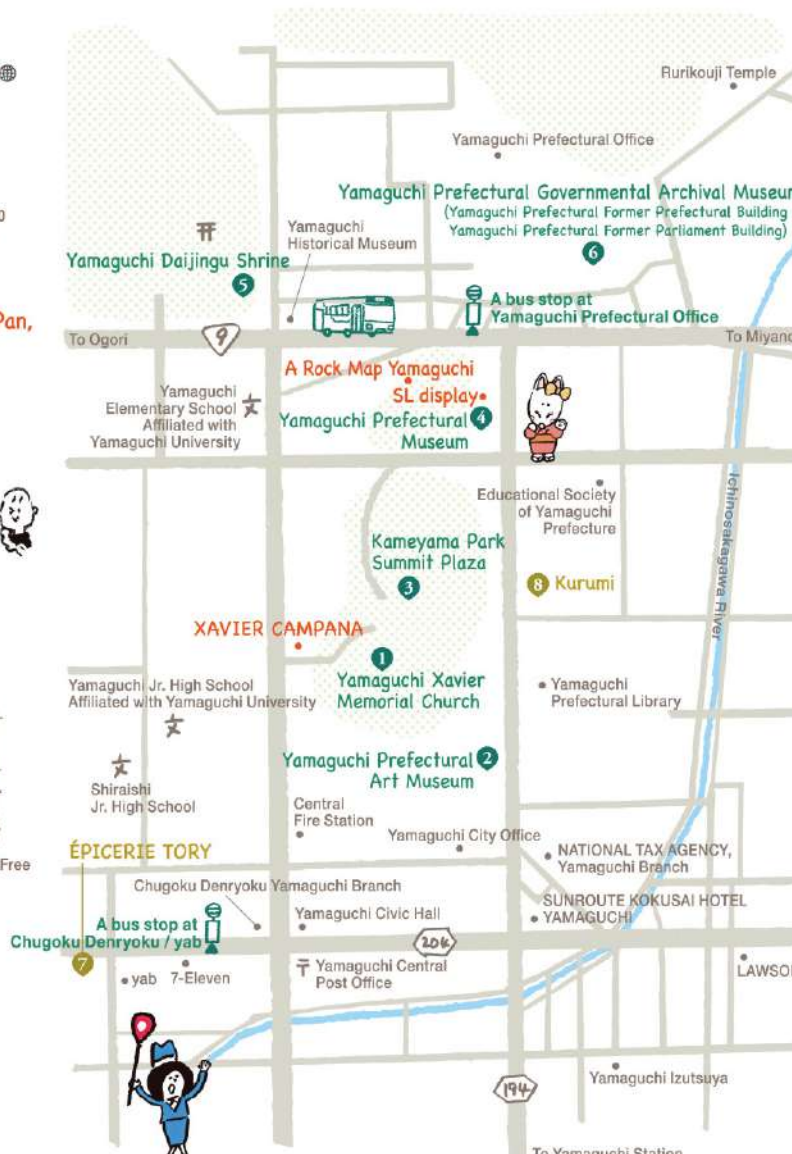 Rurikouji Temple
Yamaguchi Prefectural Office
Yamaguchi Prefectural Governmental Archival Museum
(Yamaguchi Prefectural Former Prefectural Building
Yamaguchi Prefectural Former Parliament Building)
6
Yamaguchi
Historical Museum
Yamaguchi Daijingu Shrine
5
Pan,
A bus stop at
Yamaguchi Prefectural Office
To Ogori
9
To Miyano
A Rock Map Yamaguchi
SL display
Yamaguchi Prefectural
Museum
4
Yamaguchi
Elementary School
Affiliated with
Yamaguchi University
文
Educational Society
of Yamaguchi
Prefecture
Ichinosakagawa River
Kameyama Park
Summit Plaza
3
8 Kurumi
XAVIER CAMPANA
1
Yamaguchi Xavier
Memorial Church
Yamaguchi Jr. High School
Affiliated with Yamaguchi University
文
Yamaguchi
Prefectural Library
文
Shiraishi
Jr. High School
Yamaguchi Prefectural
Art Museum
2
Central
Fire Station
Yamaguchi City Office
NATIONAL TAX AGENCY,
Yamaguchi Branch
Free
ÉPICERIE TORY
Chugoku Denryoku Yamaguchi Branch
SUNROUTE KOKUSAI HOTEL
YAMAGUCHI
A bus stop at
Chugoku Denryoku / yab
Yamaguchi Civic Hall
204
7
yab
7-Eleven
〒 Yamaguchi Central
Post Office
LAWSON
Yamaguchi Izutsuya
194
To Yamaguchi Station